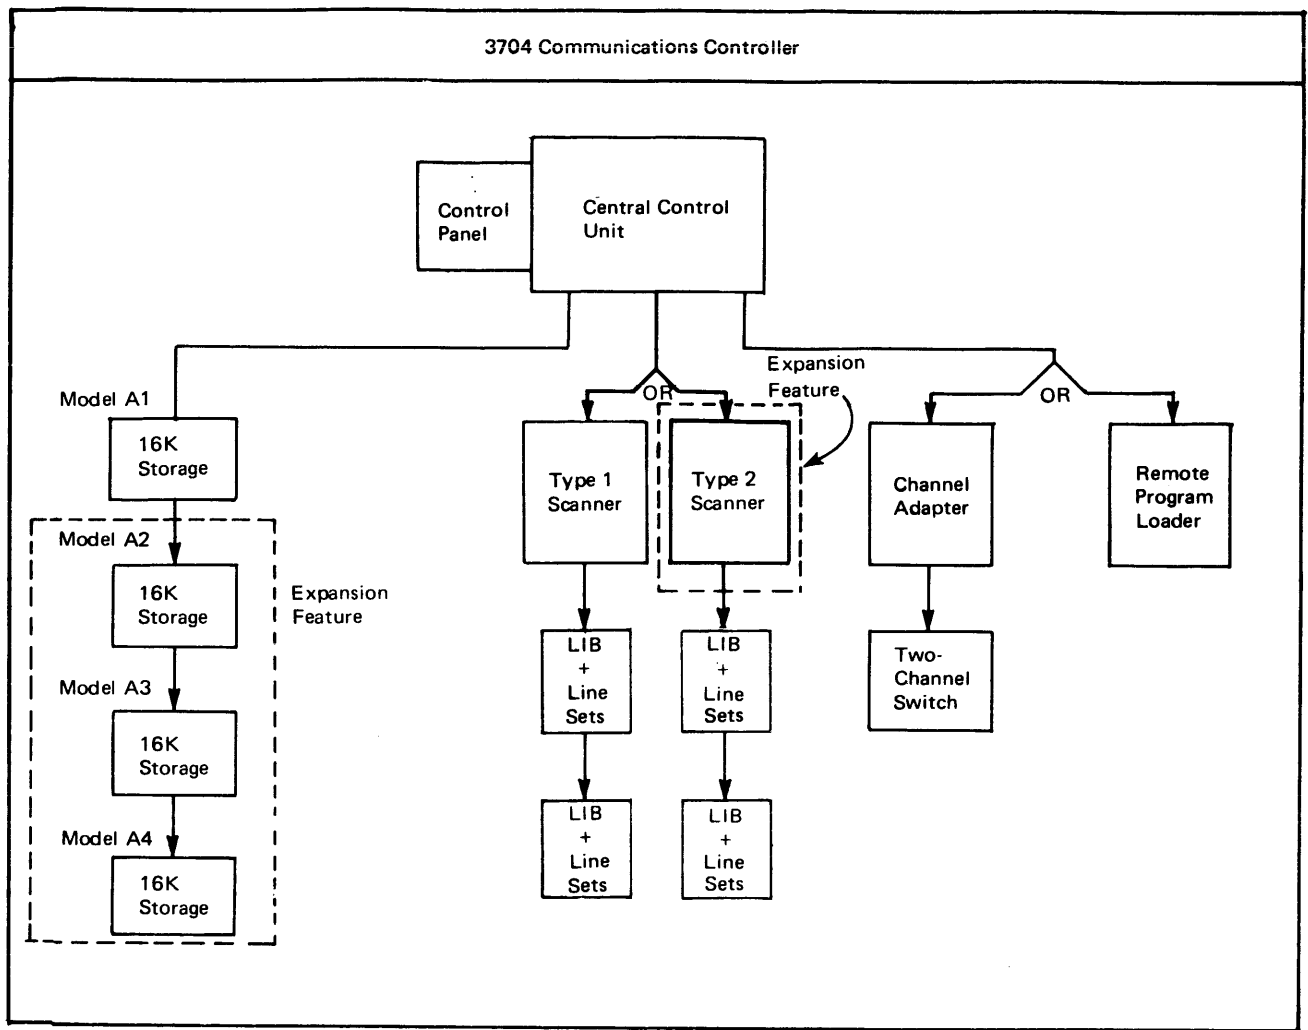 3704 Communications Controller
Control
Panel
Central Control
Unit
Expansion
Feature
Model A1
OR
OR
16K
Storage
Type 1
Scanner
Type 2
Scanner
Channel
Adapter
Remote
Program
Loader
Model A2
16K
Storage
Expansion
Feature
LIB
+
Line
Sets
LIB
+
Line
Sets
Two-
Channel
Switch
Model A3
16K
Storage
Model A4
16K
Storage
LIB
+
Line
Sets
LIB
+
Line
Sets